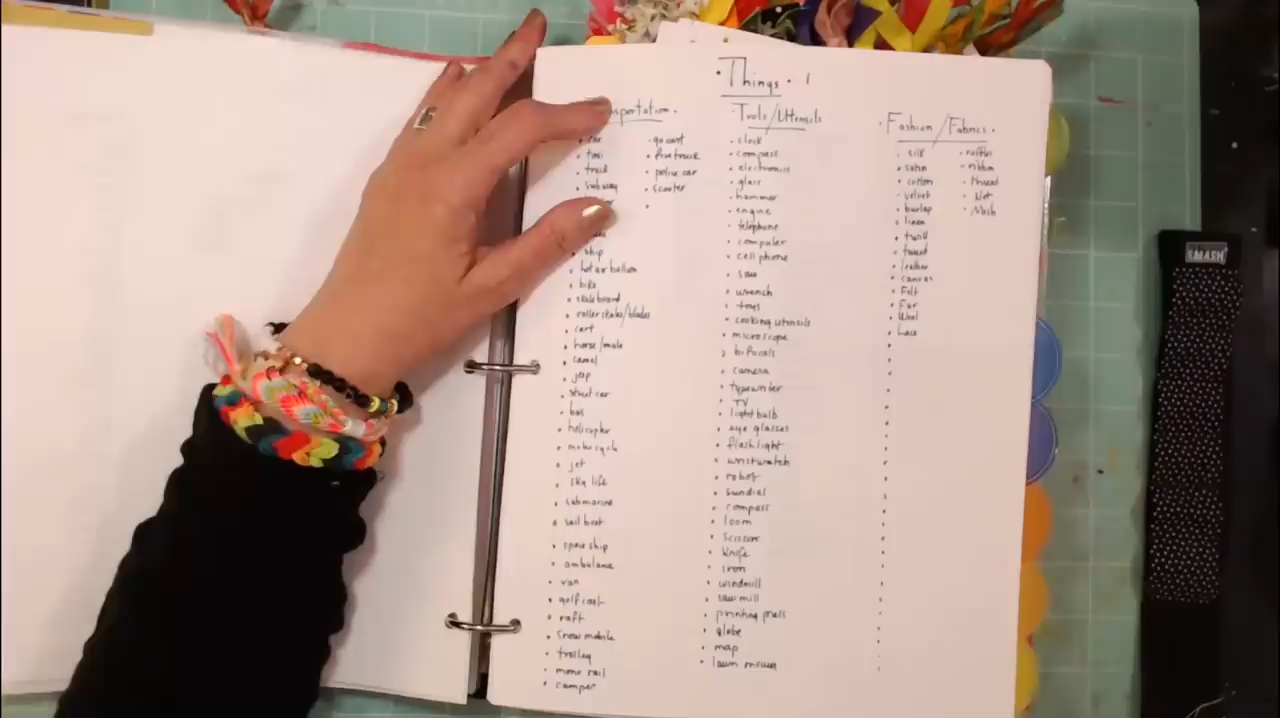 · Things · 1
Transportation.
· car
· taxi
· truck
· subway
· ship
· hot air balloon
· bike
· skateboard
· roller skates/blades
· cart
· horse/mule
· camel
· jeep
· street car
· bus
· helicopter
· motorcycle
· jet
· sky life
· submarine
· sail boat
· space ship
· ambulance
· van
· golf cart
· raft
· snow mobile
· trolley
· mono rail
· camper
· go cart
· fire truck
· police car
· scooter
· Tools/Utensils
· clock
· compass
· electronics
· glass
· hammer
· engine
· telephone
· computer
· cell phone
· saw
· wrench
· toys
· cooking utensils
· microscope
· bifocals
· camera
· typewriter
· TV
· light bulb
· eye glasses
· flashlight
· wristwatch
· robot
· sundial
· compass
· loom
· scissors
· knife
· iron
· windmill
· saw mill
· printing press
· globe
· map
· lawn mower
· Fashion/Fabrics.
· silk
· satin
· cotton
· velvet
· burlap
· linen
· twill
· tweed
· leather
· canvas
· Felt
· Fur
· Wool
· Lace
· ruffles
· ribbon
· thread
· Net
· Mesh
SMASH